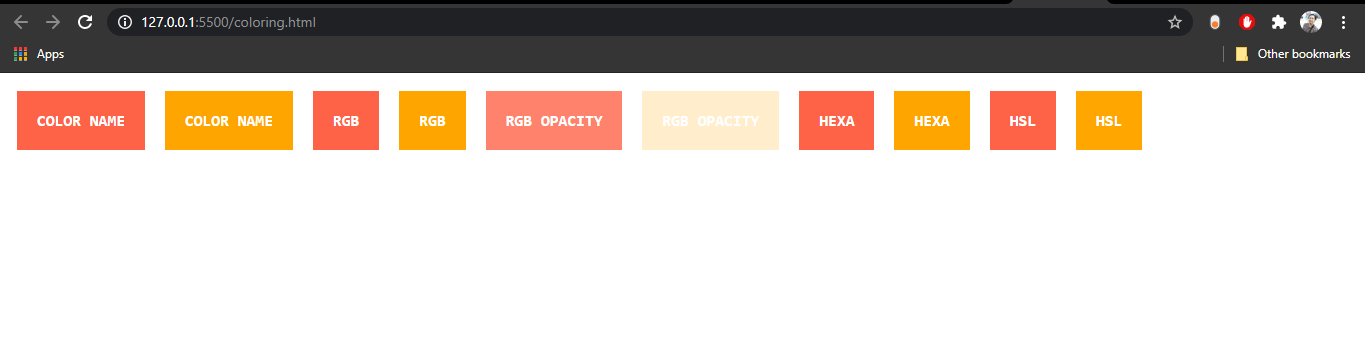 127.0.0.1:5500/coloring.html
Apps
Other bookmarks
COLOR NAME
COLOR NAME
RGB
RGB
RGB OPACITY
RGB OPACITY
HEXA
HEXA
HSL
HSL